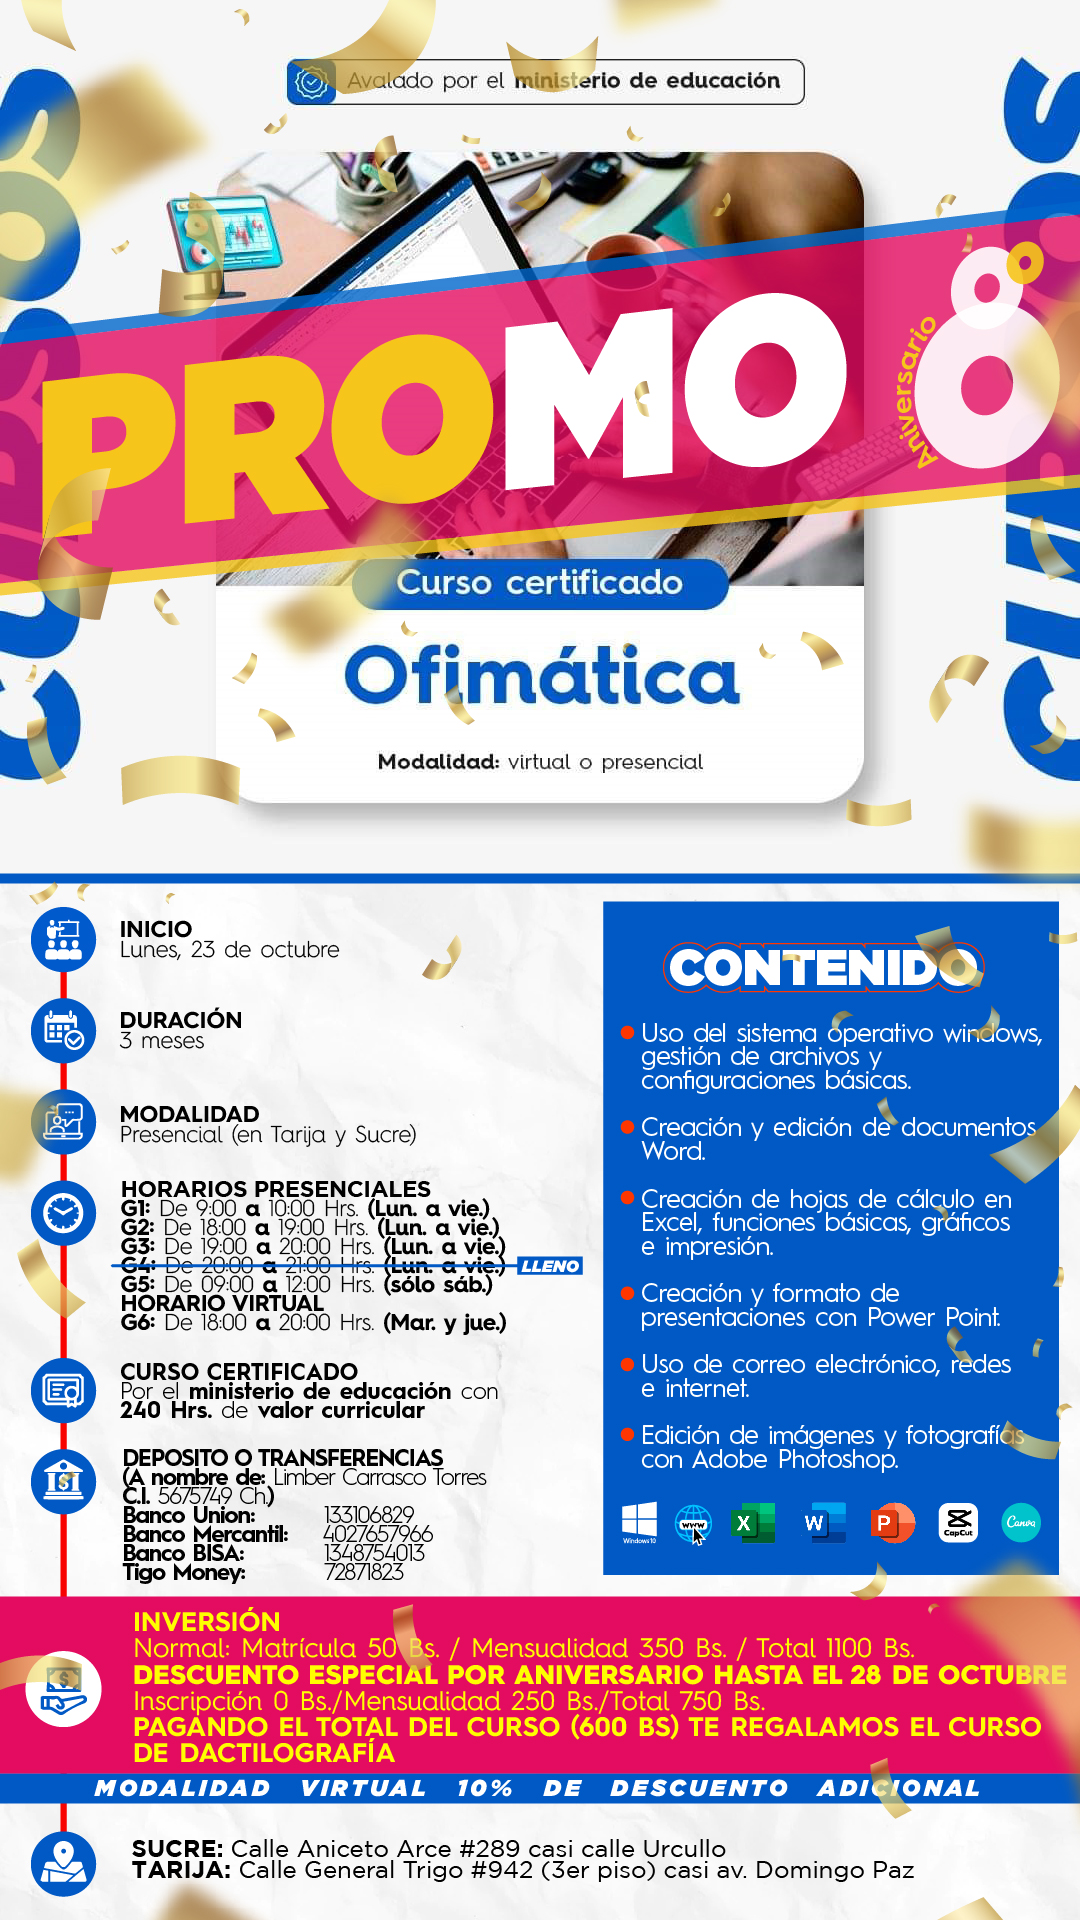 Avalado por el ministerio de educación
CURSOS
CURSOS
PROMO 8°
Aniversario
Curso certificado
Ofimática
Modalidad: virtual o presencial
INICIO
Lunes, 23 de octubre
DURACIÓN
3 meses
MODALIDAD
Presencial (en Tarija y Sucre)
HORARIOS PRESENCIALES
G1: De 9:00 a 10:00 Hrs. (Lun. a vie.)
G2: De 18:00 a 19:00 Hrs. (Lun. a vie.)
G3: De 19:00 a 20:00 Hrs. (Lun. a vie.)
G4: De 20:00 a 21:00 Hrs. (Lun. a vie.) LLENO
G5: De 09:00 a 12:00 Hrs. (sólo sáb.)
HORARIO VIRTUAL
G6: De 18:00 a 20:00 Hrs. (Mar. y jue.)
CURSO CERTIFICADO
Por el ministerio de educación con
240 Hrs. de valor curricular
DEPOSITO O TRANSFERENCIAS
(A nombre de: Limber Carrasco Torres
C.I. 5675749 Ch.)
Banco Union: 133106829
Banco Mercantil: 4027657966
Banco BISA: 1348754013
Tigo Money: 72871823
CONTENIDO
Uso del sistema operativo windows,
gestión de archivos y
configuraciones básicas.
Creación y edición de documentos
Word.
Creación de hojas de cálculo en
Excel, funciones básicas, gráficos
e impresión.
Creación y formato de
presentaciones con Power Point.
Uso de correo electrónico, redes
e internet.
Edición de imágenes y fotografías
con Adobe Photoshop.
Windows 10
www
X
W
P
CapCut
Canva
INVERSIÓN
Normal: Matrícula 50 Bs. / Mensualidad 350 Bs. / Total 1100 Bs.
DESCUENTO ESPECIAL POR ANIVERSARIO HASTA EL 28 DE OCTUBRE
Inscripción 0 Bs./Mensualidad 250 Bs./Total 750 Bs.
PAGANDO EL TOTAL DEL CURSO (600 BS) TE REGALAMOS EL CURSO
DE DACTILOGRAFÍA
MODALIDAD VIRTUAL 10% DE DESCUENTO ADICIONAL
SUCRE: Calle Aniceto Arce #289 casi calle Urcullo
TARIJA: Calle General Trigo #942 (3er piso) casi av. Domingo Paz